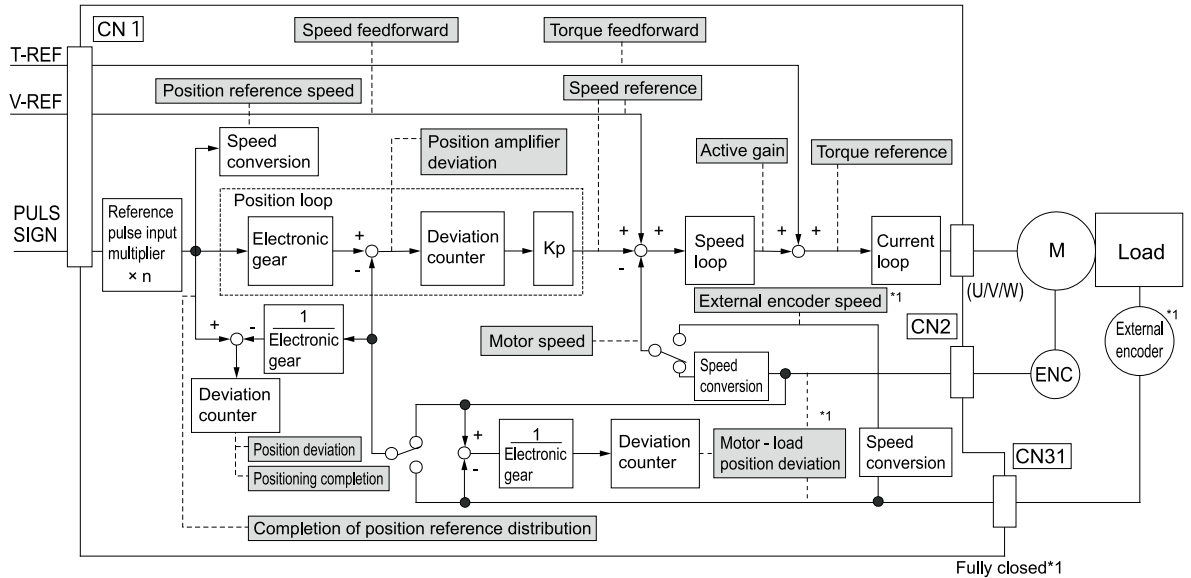 CN 1
Speed feedforward
Torque feedforward
T-REF
Position reference speed
Speed reference
V-REF
Speed
conversion
Position amplifier
deviation
Active gain
Torque reference
PULS
SIGN
Reference
pulse input
multiplier
× n
Position loop
Electronic
gear
+
-
Deviation
counter
Kp
+
+
-
Speed
loop
+
+
Current
loop
M
Load
(U/V/W)
External encoder speed *1
CN2
*1
External
encoder
+
-
1
Electronic
gear
Motor speed
Speed
conversion
ENC
Deviation
counter
*1
Position deviation
Positioning completion
+
-
1
Electronic
gear
Deviation
counter
Motor - load
position deviation
Speed
conversion
CN31
Completion of position reference distribution
Fully closed*1